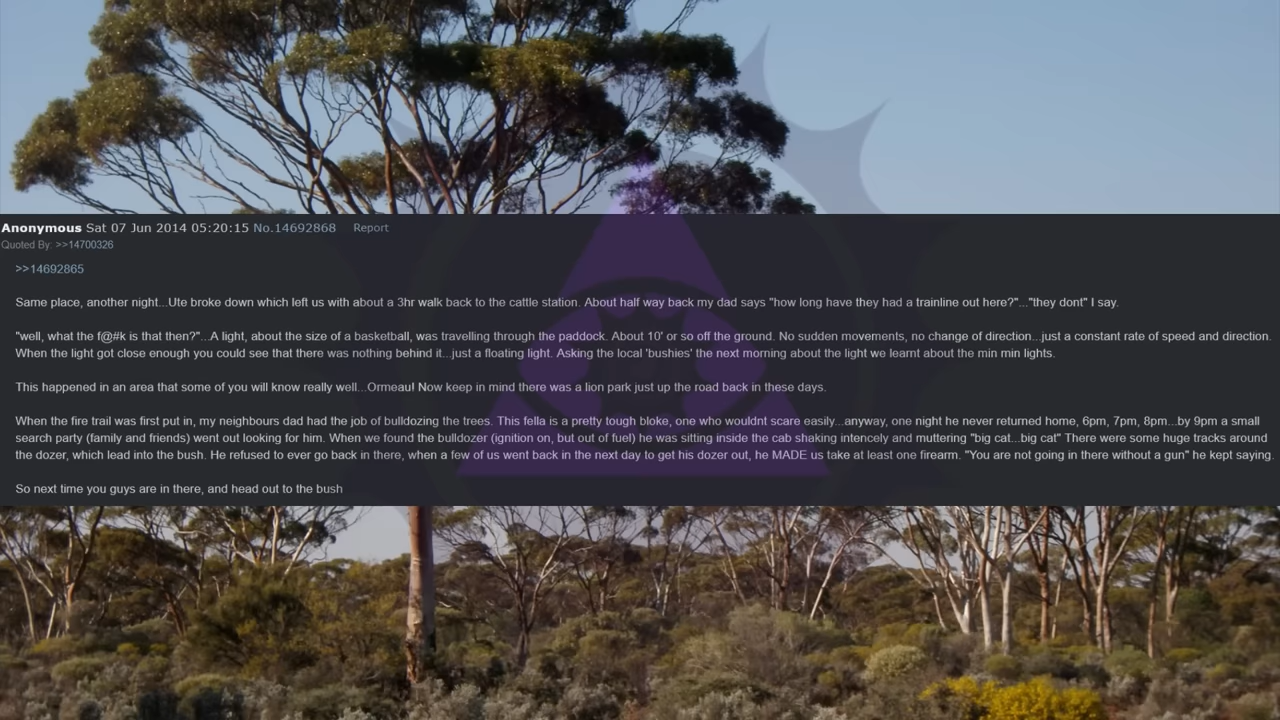 Anonymous Sat 07 Jun 2014 05:20:15 No.14692868 Report
Quoted By: >>14700326
>>14692865
Same place, another night...Ute broke down which left us with about a 3hr walk back to the cattle station. About half way back my dad says "how long have they had a trainline out here?"..."they dont" I say.
"well, what the f@#k is that then?"...A light, about the size of a basketball, was travelling through the paddock. About 10' or so off the ground. No sudden movements, no change of direction...just a constant rate of speed and direction.
When the light got close enough you could see that there was nothing behind it...just a floating light. Asking the local 'bushies' the next morning about the light we learnt about the min min lights.
This happened in an area that some of you will know really well...Ormeau! Now keep in mind there was a lion park just up the road back in these days.
When the fire trail was first put in, my neighbours dad had the job of bulldozing the trees. This fella is a pretty tough bloke, one who wouldnt scare easily...anyway, one night he never returned home, 6pm, 7pm, 8pm...by 9pm a small
search party (family and friends) went out looking for him. When we found the bulldozer (ignition on, but out of fuel) he was sitting inside the cab shaking intencely and muttering "big cat...big cat" There were some huge tracks around
the dozer, which lead into the bush. He refused to ever go back in there, when a few of us went back in the next day to get his dozer out, he MADE us take at least one firearm. "You are not going in there without a gun" he kept saying.
So next time you guys are in there, and head out to the bush